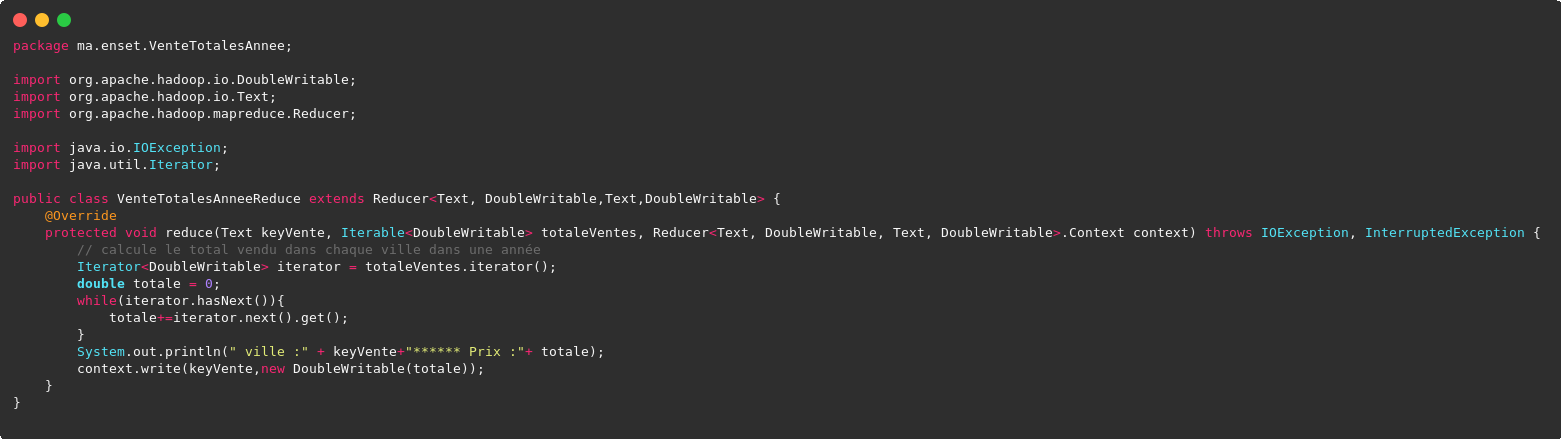 package ma.enset.VenteTotalesAnnee;

import org.apache.hadoop.io.DoubleWritable;
import org.apache.hadoop.io.Text;
import org.apache.hadoop.mapreduce.Reducer;

import java.io.IOException;
import java.util.Iterator;

public class VenteTotalesAnneeReduce extends Reducer<Text, DoubleWritable,Text,DoubleWritable> {
    @Override
    protected void reduce(Text keyVente, Iterable<DoubleWritable> totaleVentes, Reducer<Text, DoubleWritable, Text, DoubleWritable>.Context context) throws IOException, InterruptedException {
        // calcule le total vendu dans chaque ville dans une année
        Iterator<DoubleWritable> iterator = totaleVentes.iterator();
        double totale = 0;
        while(iterator.hasNext()){
            totale+=iterator.next().get();
        }
        System.out.println(" ville :" + keyVente+"****** Prix :"+ totale);
        context.write(keyVente,new DoubleWritable(totale));
    }
}